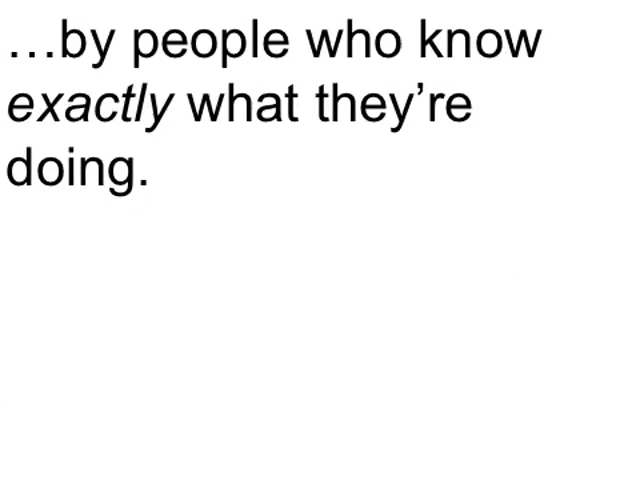 …by people who know
exactly what they’re
doing.